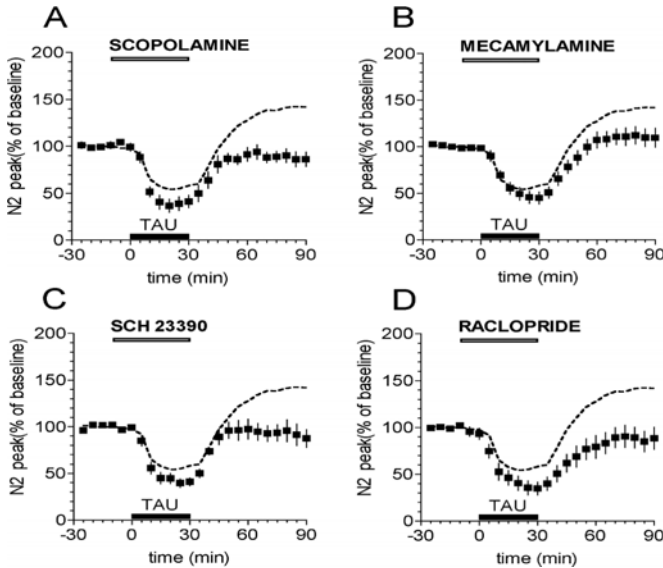 A
SCOPOLAMINE
N2 peak(% of baseline)
200
150
100
50
0
TAU
-30 0 30 60 90
time (min)
B
MECAMYLAMINE
N2 peak(% of baseline)
200
150
100
50
0
TAU
-30 0 30 60 90
time (min)
C
SCH 23390
N2 peak(% of baseline)
200
150
100
50
0
TAU
-30 0 30 60 90
time (min)
D
RACLOPRIDE
N2 peak(% of baseline)
200
150
100
50
0
TAU
-30 0 30 60 90
time (min)